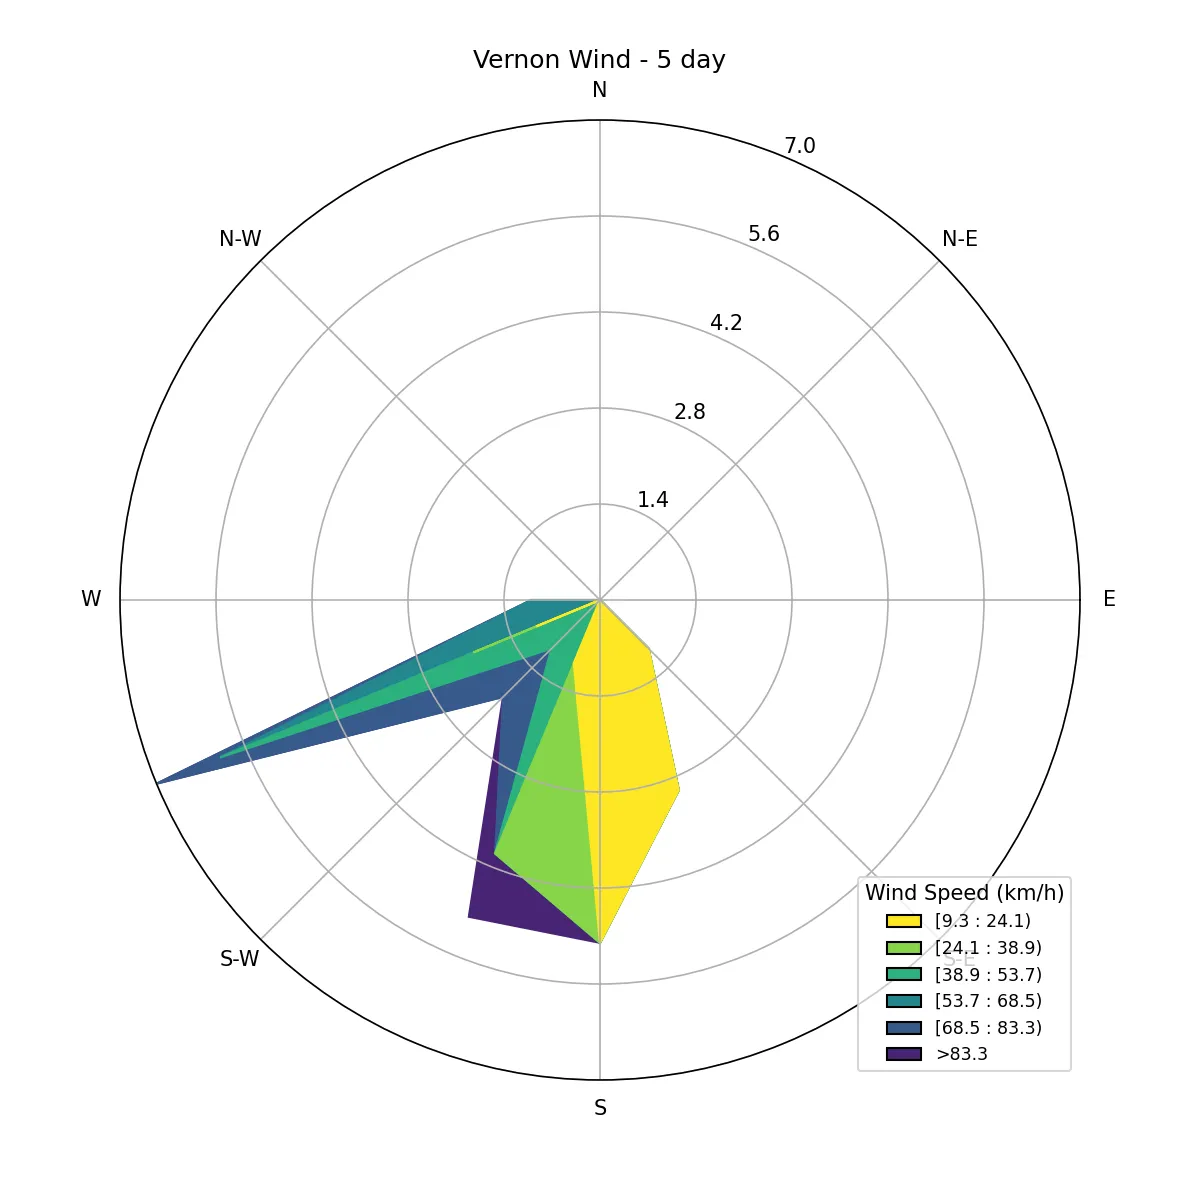 Vernon Wind - 5 day
N
7.0
N-W
5.6
N-E
4.2
2.8
1.4
W
E
S-W
S-E
S
Wind Speed (km/h)
[9.3 : 24.1)
[24.1 : 38.9)
[38.9 : 53.7)
[53.7 : 68.5)
[68.5 : 83.3)
>83.3